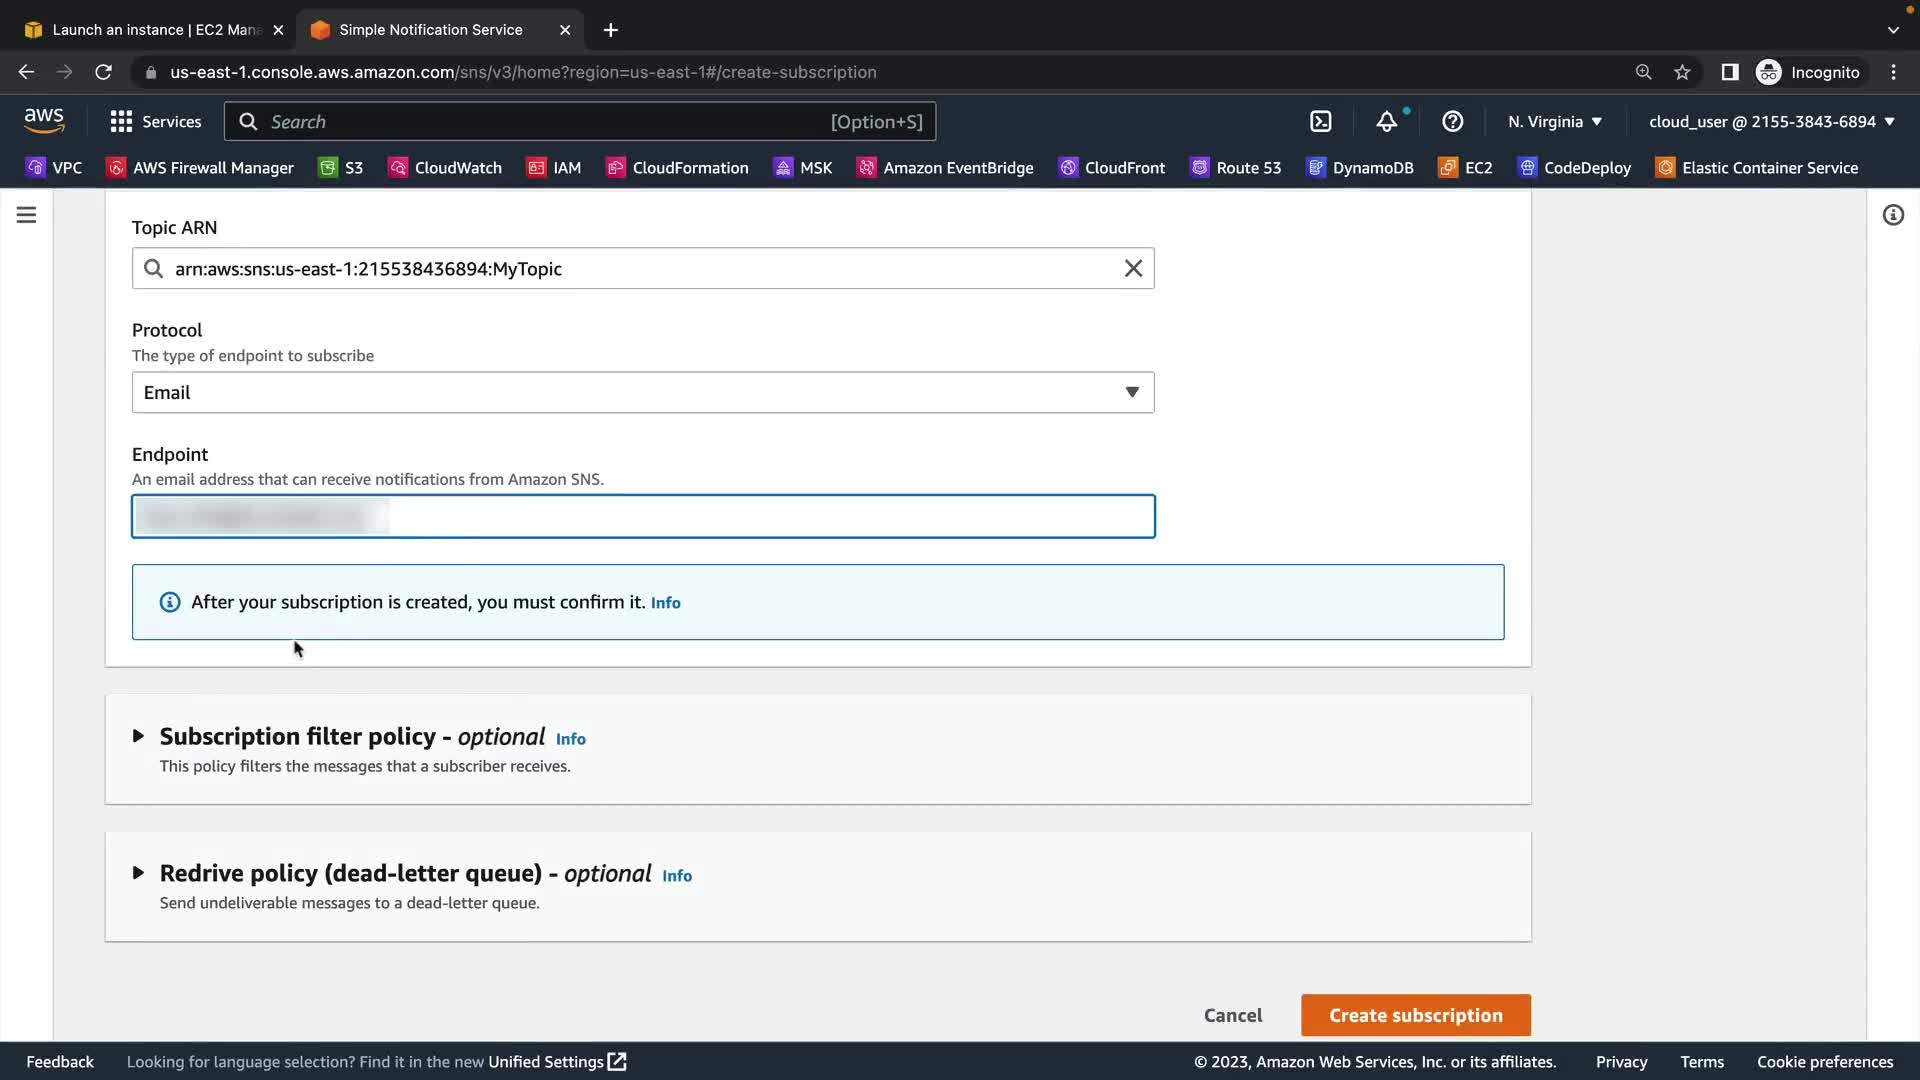 Launch an instance | EC2 Mana
Simple Notification Service
us-east-1.console.aws.amazon.com/sns/v3/home?region=us-east-1#/create-subscription
Incognito
aws
Services
Search
[Option+S]
N. Virginia
cloud_user @ 2155-3843-6894
VPC
AWS Firewall Manager
S3
CloudWatch
IAM
CloudFormation
MSK
Amazon EventBridge
CloudFront
Route 53
DynamoDB
EC2
CodeDeploy
Elastic Container Service
Topic ARN
arn:aws:sns:us-east-1:215538436894:MyTopic
Protocol
The type of endpoint to subscribe
Email
Endpoint
An email address that can receive notifications from Amazon SNS.
After your subscription is created, you must confirm it. Info
Subscription filter policy - optional Info
This policy filters the messages that a subscriber receives.
Redrive policy (dead-letter queue) - optional Info
Send undeliverable messages to a dead-letter queue.
Cancel
Create subscription
Feedback
Looking for language selection? Find it in the new Unified Settings
© 2023, Amazon Web Services, Inc. or its affiliates.
Privacy
Terms
Cookie preferences